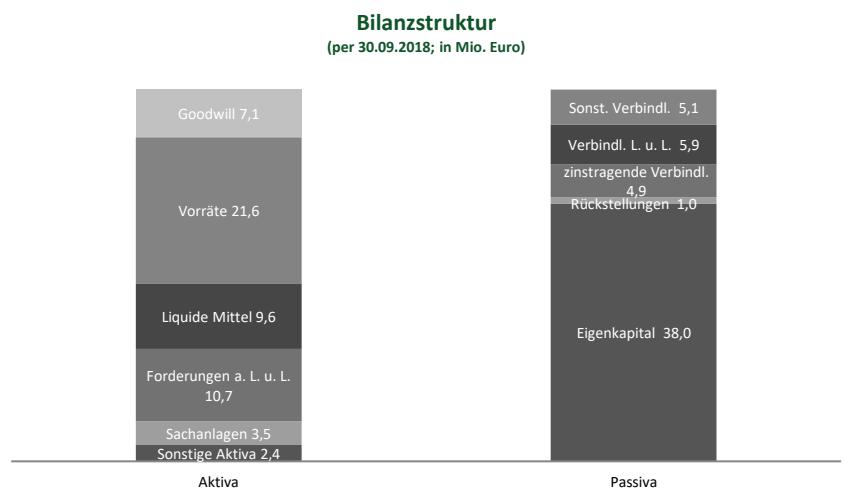 Bilanzstruktur
(per 30.09.2018; in Mio. Euro)
Goodwill 7,1
Vorräte 21,6
Liquide Mittel 9,6
Forderungen a. L. u. L.
10,7
Sachanlagen 3,5
Sonstige Aktiva 2,4
Aktiva
Sonst. Verbindl. 5,1
Verbindl. L. u. L. 5,9
zinstragende Verbindl.
4,9
Rückstellungen 1,0
Eigenkapital 38,0
Passiva